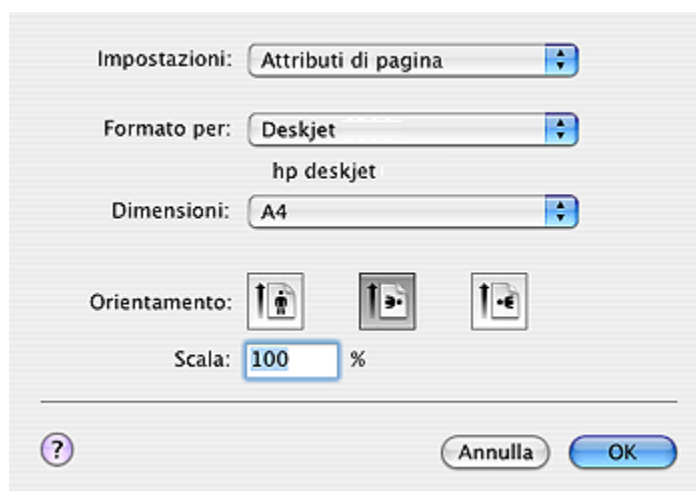 Impostazioni: Attributi di pagina
Formato per: Deskjet
hp deskjet
Dimensioni: A4
Orientamento:
Scala: 100 %
? Annulla OK